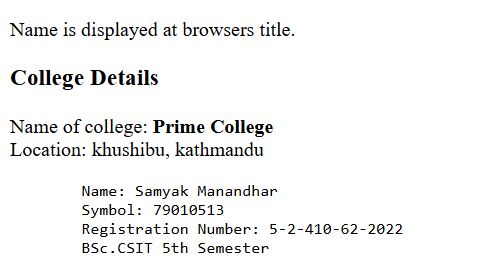 Name is displayed at browsers title.
College Details
Name of college: Prime College
Location: khushibu, kathmandu
Name: Samyak Manandhar
Symbol: 79010513
Registration Number: 5-2-410-62-2022
BSc.CSIT 5th Semester